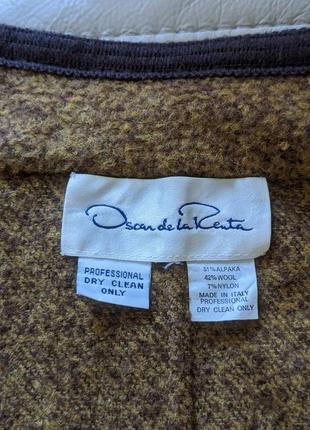 Oscar de la Renta
PROFESSIONAL
DRY CLEAN
ONLY
51% ALPAKA
42% WOOL
7% NYLON
MADE IN ITALY
PROFESSIONAL
DRY CLEAN ONLY